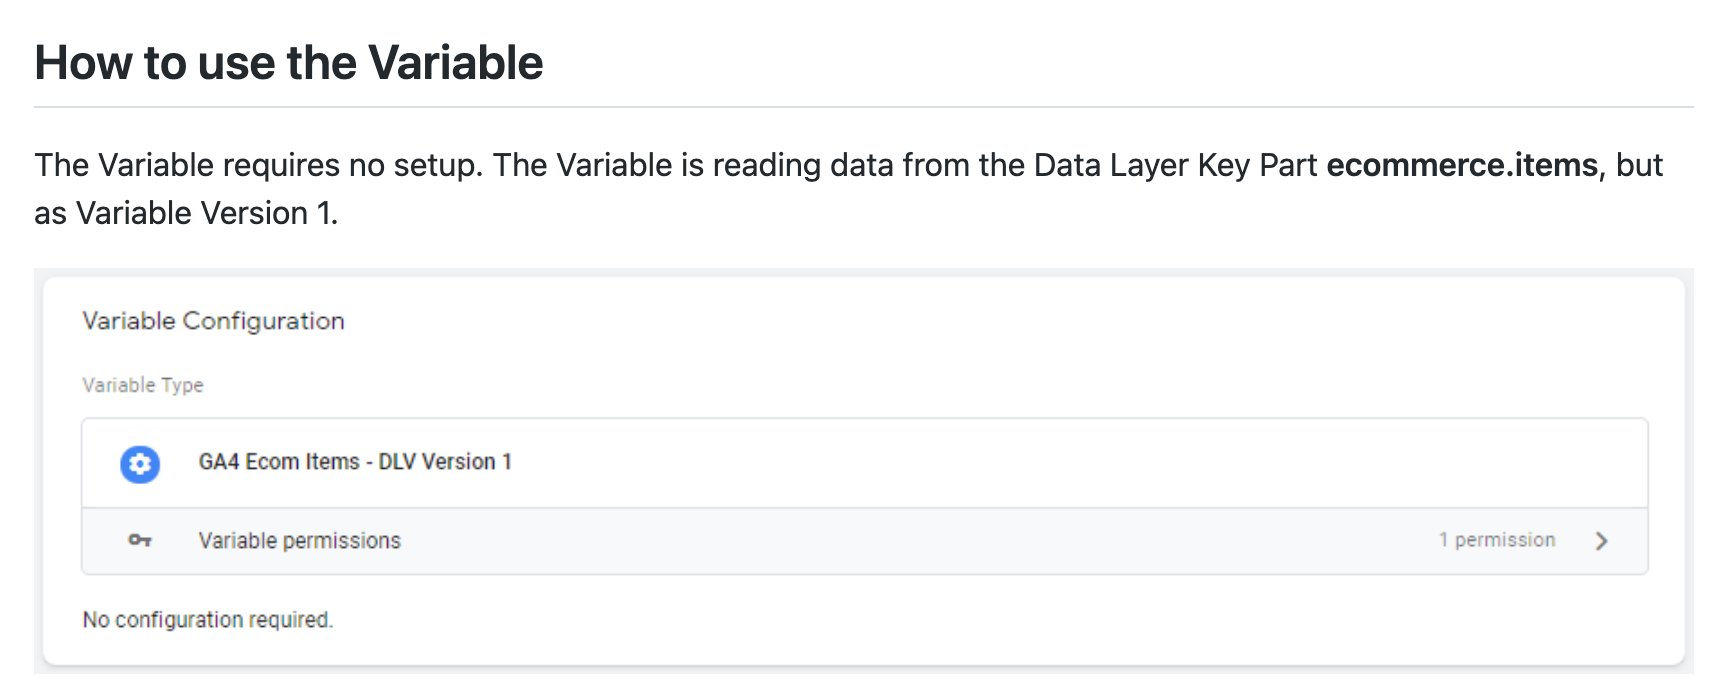 How to use the Variable
The Variable requires no setup. The Variable is reading data from the Data Layer Key Part ecommerce.items, but
as Variable Version 1.
Variable Configuration
Variable Type
GA4 Ecom Items - DLV Version 1
Variable permissions 1 permission
No configuration required.